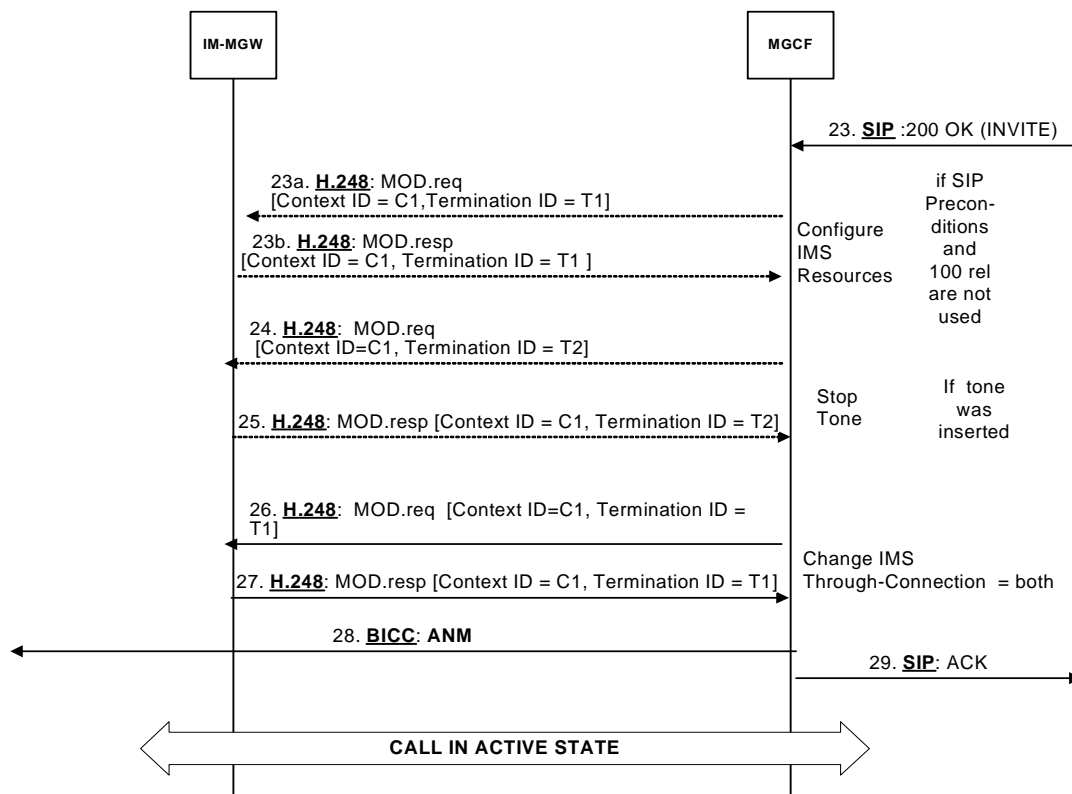 IM-MGW
MGCF
23. SIP :200 OK (INVITE)
23a. H.248: MOD.req
[Context ID = C1,Termination ID = T1]
if SIP
Precon-
ditions
and
100 rel
are not
used
Configure
IMS
Resources
23b. H.248: MOD.resp
[Context ID = C1, Termination ID = T1 ]
24. H.248: MOD.req
[Context ID=C1, Termination ID = T2]
Stop
Tone
If tone
was
inserted
25. H.248: MOD.resp [Context ID = C1, Termination ID = T2]
26. H.248: MOD.req [Context ID=C1, Termination ID =
T1]
Change IMS
Through-Connection = both
27. H.248: MOD.resp [Context ID = C1, Termination ID = T1]
28. BICC: ANM
29. SIP: ACK
CALL IN ACTIVE STATE